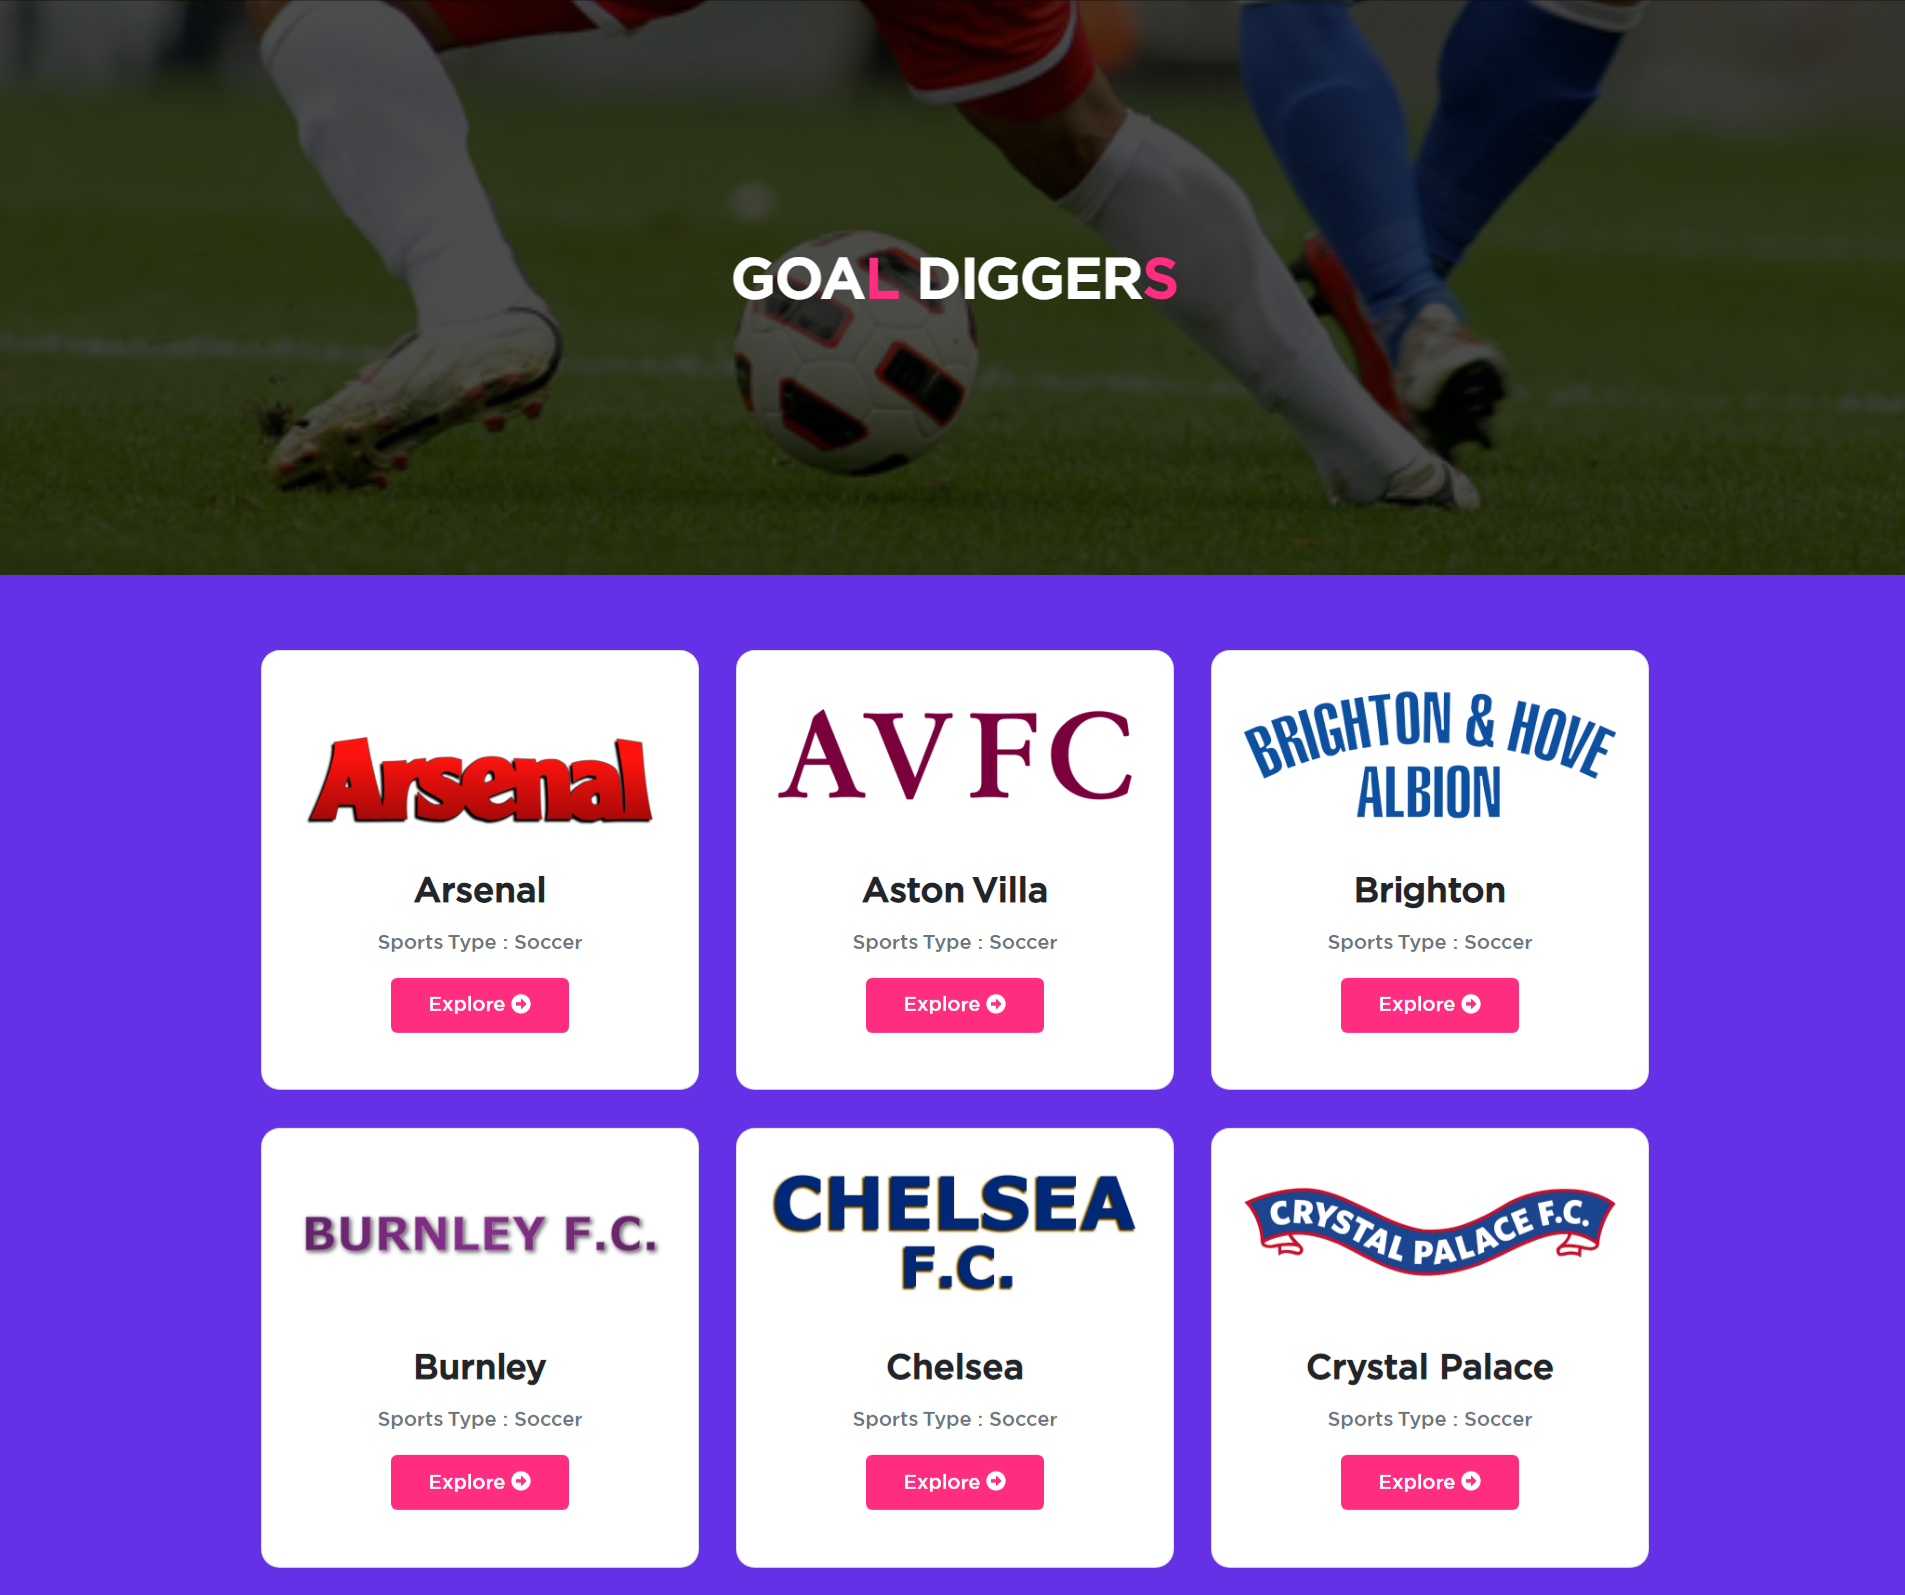 GOAL DIGGERS
Arsenal
AVFC
BRIGHTON & HOVE
ALBION
Arsenal
Aston Villa
Brighton
Sports Type : Soccer
Sports Type : Soccer
Sports Type : Soccer
Explore
Explore
Explore
BURNLEY F.C.
CHELSEA
F.C.
CRYSTAL PALACE F.C.
Burnley
Chelsea
Crystal Palace
Sports Type : Soccer
Sports Type : Soccer
Sports Type : Soccer
Explore
Explore
Explore